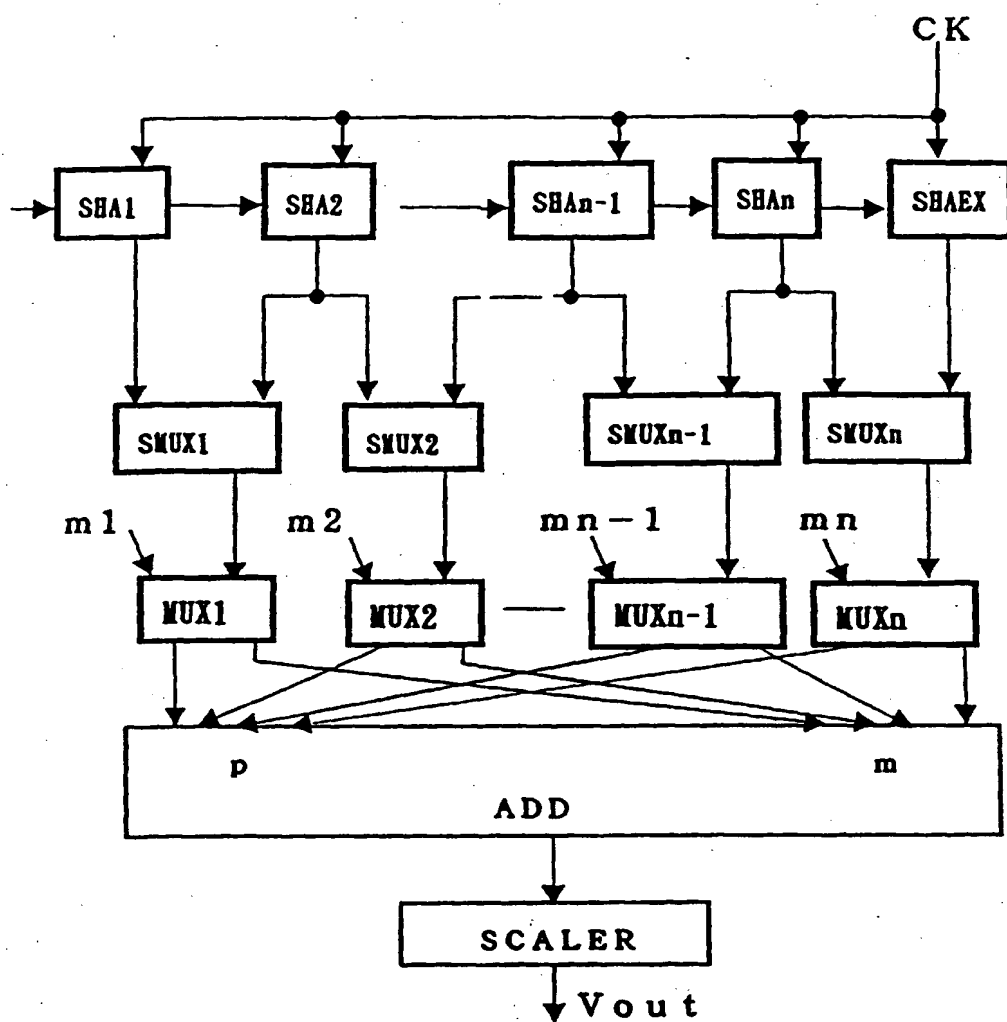 CK
SHA1 SHA2 SHAn-1 SHAn SHAEX
SMUX1 SMUX2 SMUXn-1 SMUXn
m1 m2 mn-1 mn
MUX1 MUX2 MUXn-1 MUXn
p m
ADD
SCALER
Vout